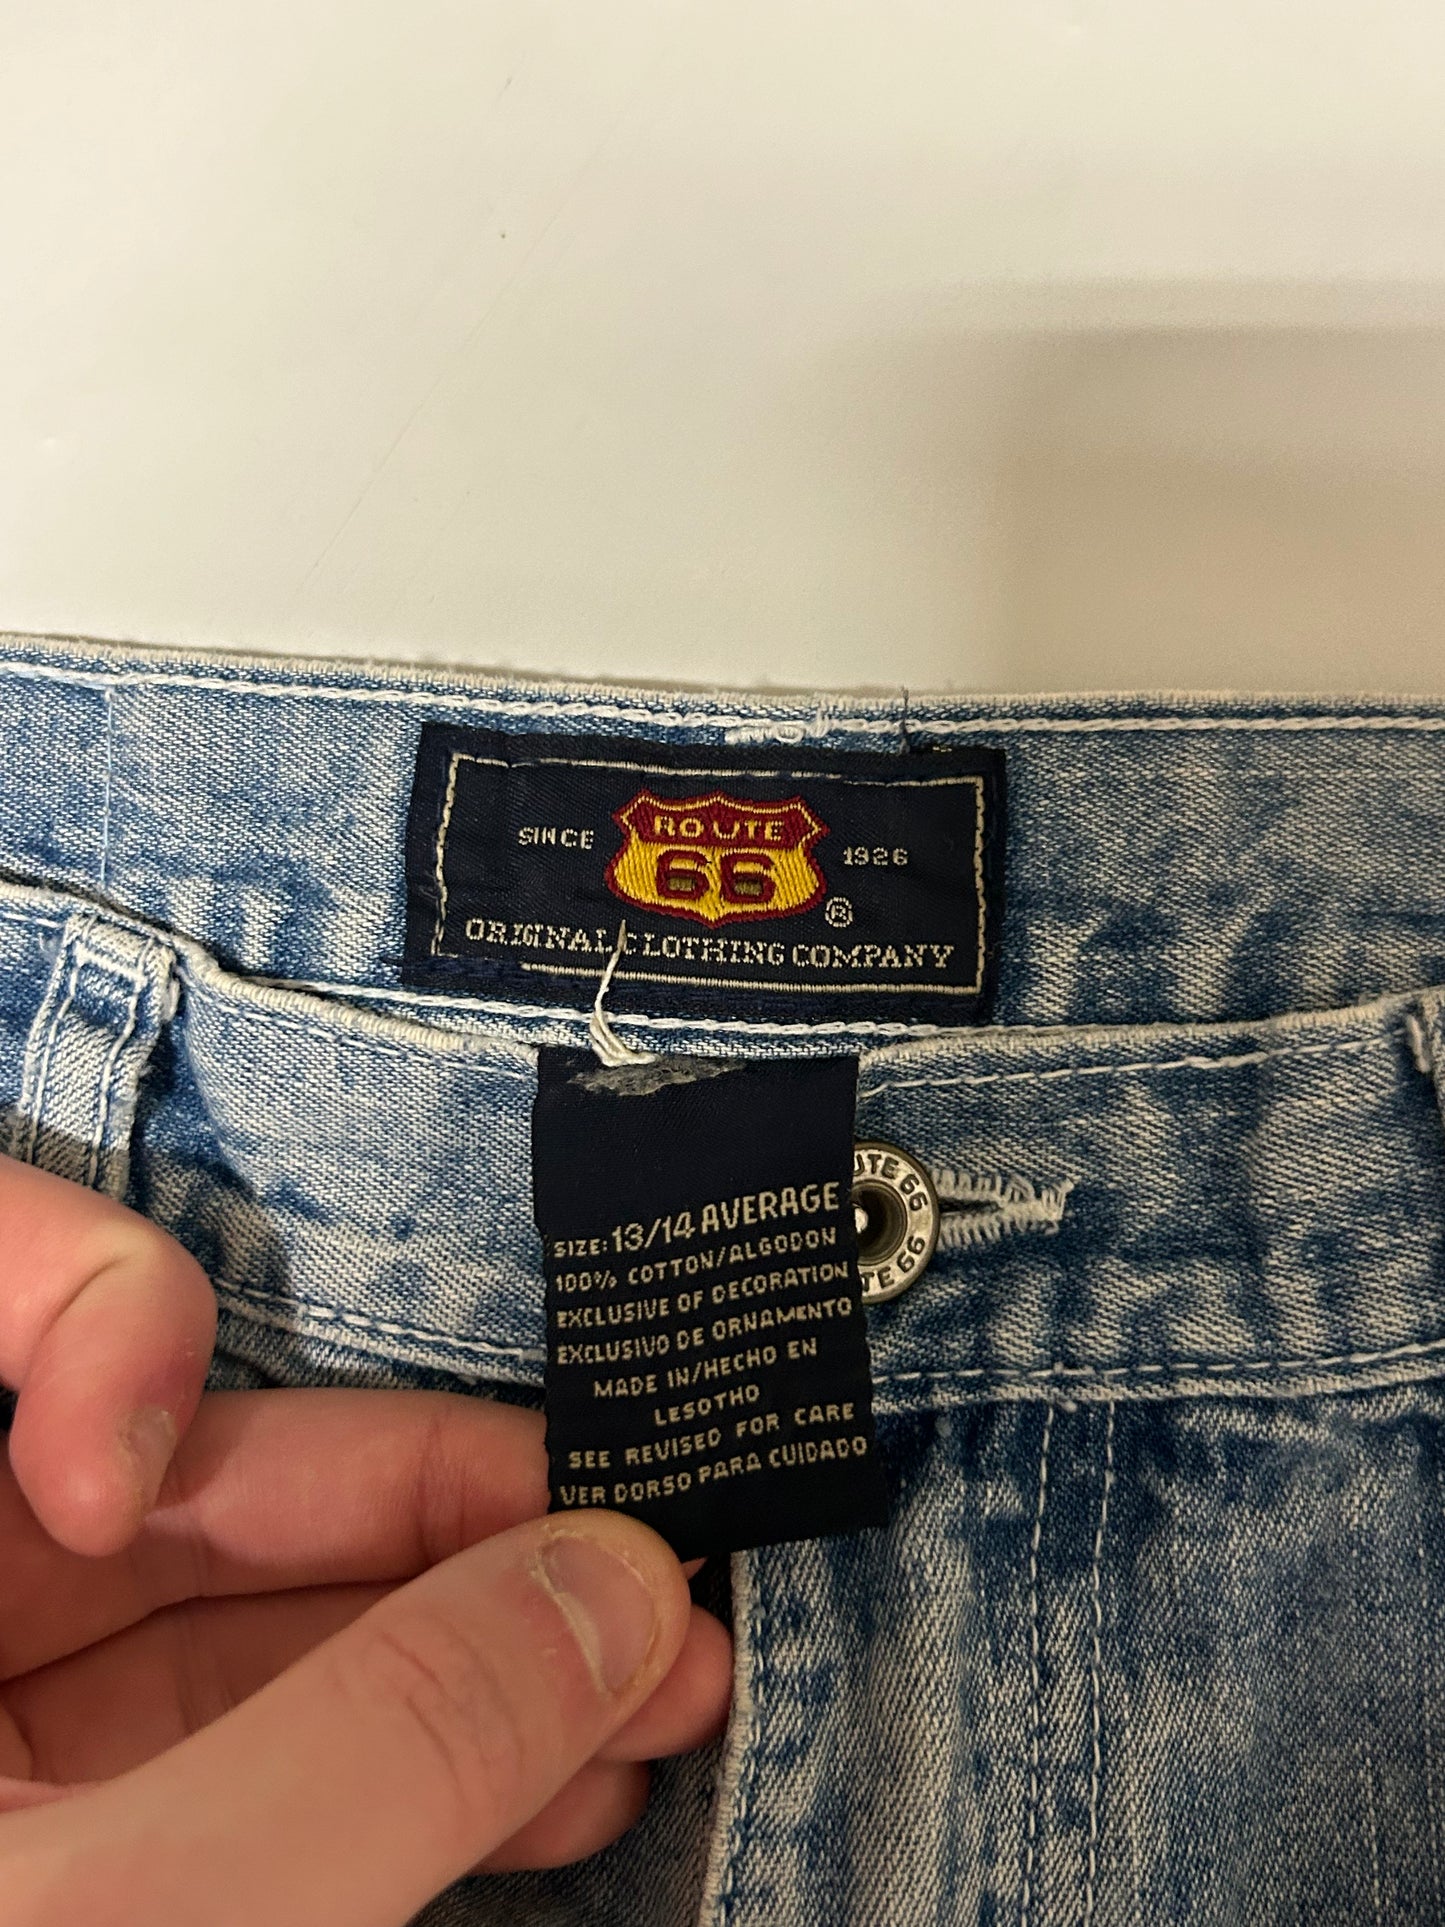 SINCE ROUTE 66 ® 1926
ORIGINAL CLOTHING COMPANY
SIZE: 13/14 AVERAGE
100% COTTON/ALGODON
EXCLUSIVE OF DECORATION
EXCLUSIVO DE ORNAMENTO
MADE IN/HECHO EN
LESOTHO
SEE REVISED FOR CARE
VER DORSO PARA CUIDADO
UTE 66
TE 66